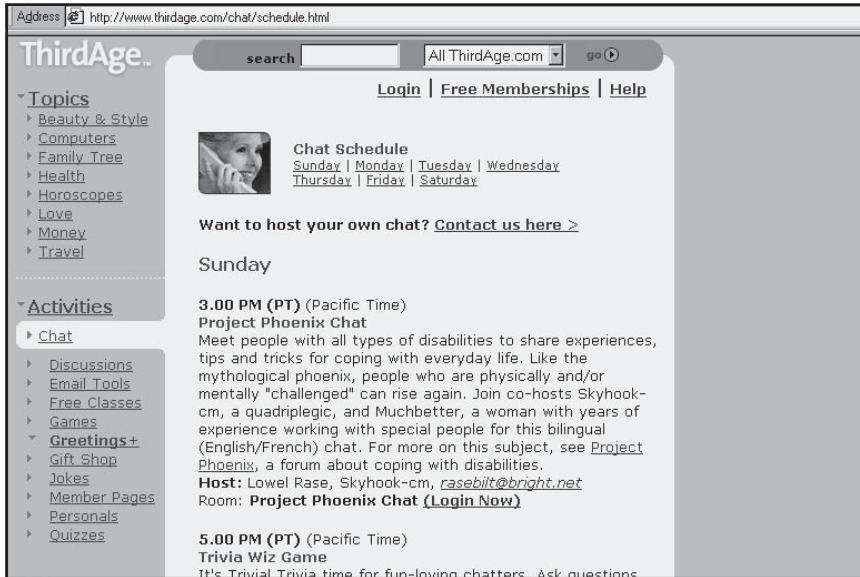 Address http://www.thirdage.com/chat/schedule.html
ThirdAge™
search All ThirdAge.com go
Login | Free Memberships | Help
Topics
Beauty & Style
Computers
Family Tree
Health
Horoscopes
Love
Money
Travel
Activities
Chat
Discussions
Email Tools
Free Classes
Games
Greetings+
Gift Shop
Jokes
Member Pages
Personals
Quizzes
Chat Schedule
Sunday | Monday | Tuesday | Wednesday
Thursday | Friday | Saturday
Want to host your own chat? Contact us here >
Sunday
3.00 PM (PT) (Pacific Time)
Project Phoenix Chat
Meet people with all types of disabilities to share experiences,
tips and tricks for coping with everyday life. Like the
mythological phoenix, people who are physically and/or
mentally "challenged" can rise again. Join co-hosts Skyhook-
cm, a quadriplegic, and Muchbetter, a woman with years of
experience working with special people for this bilingual
(English/French) chat. For more on this subject, see Project
Phoenix, a forum about coping with disabilities.
Host: Lowel Rase, Skyhook-cm, rasebilt@bright.net
Room: Project Phoenix Chat (Login Now)
5.00 PM (PT) (Pacific Time)
Trivia Wiz Game
It's Trivial Trivia time for fun-loving chatters. Ask questions